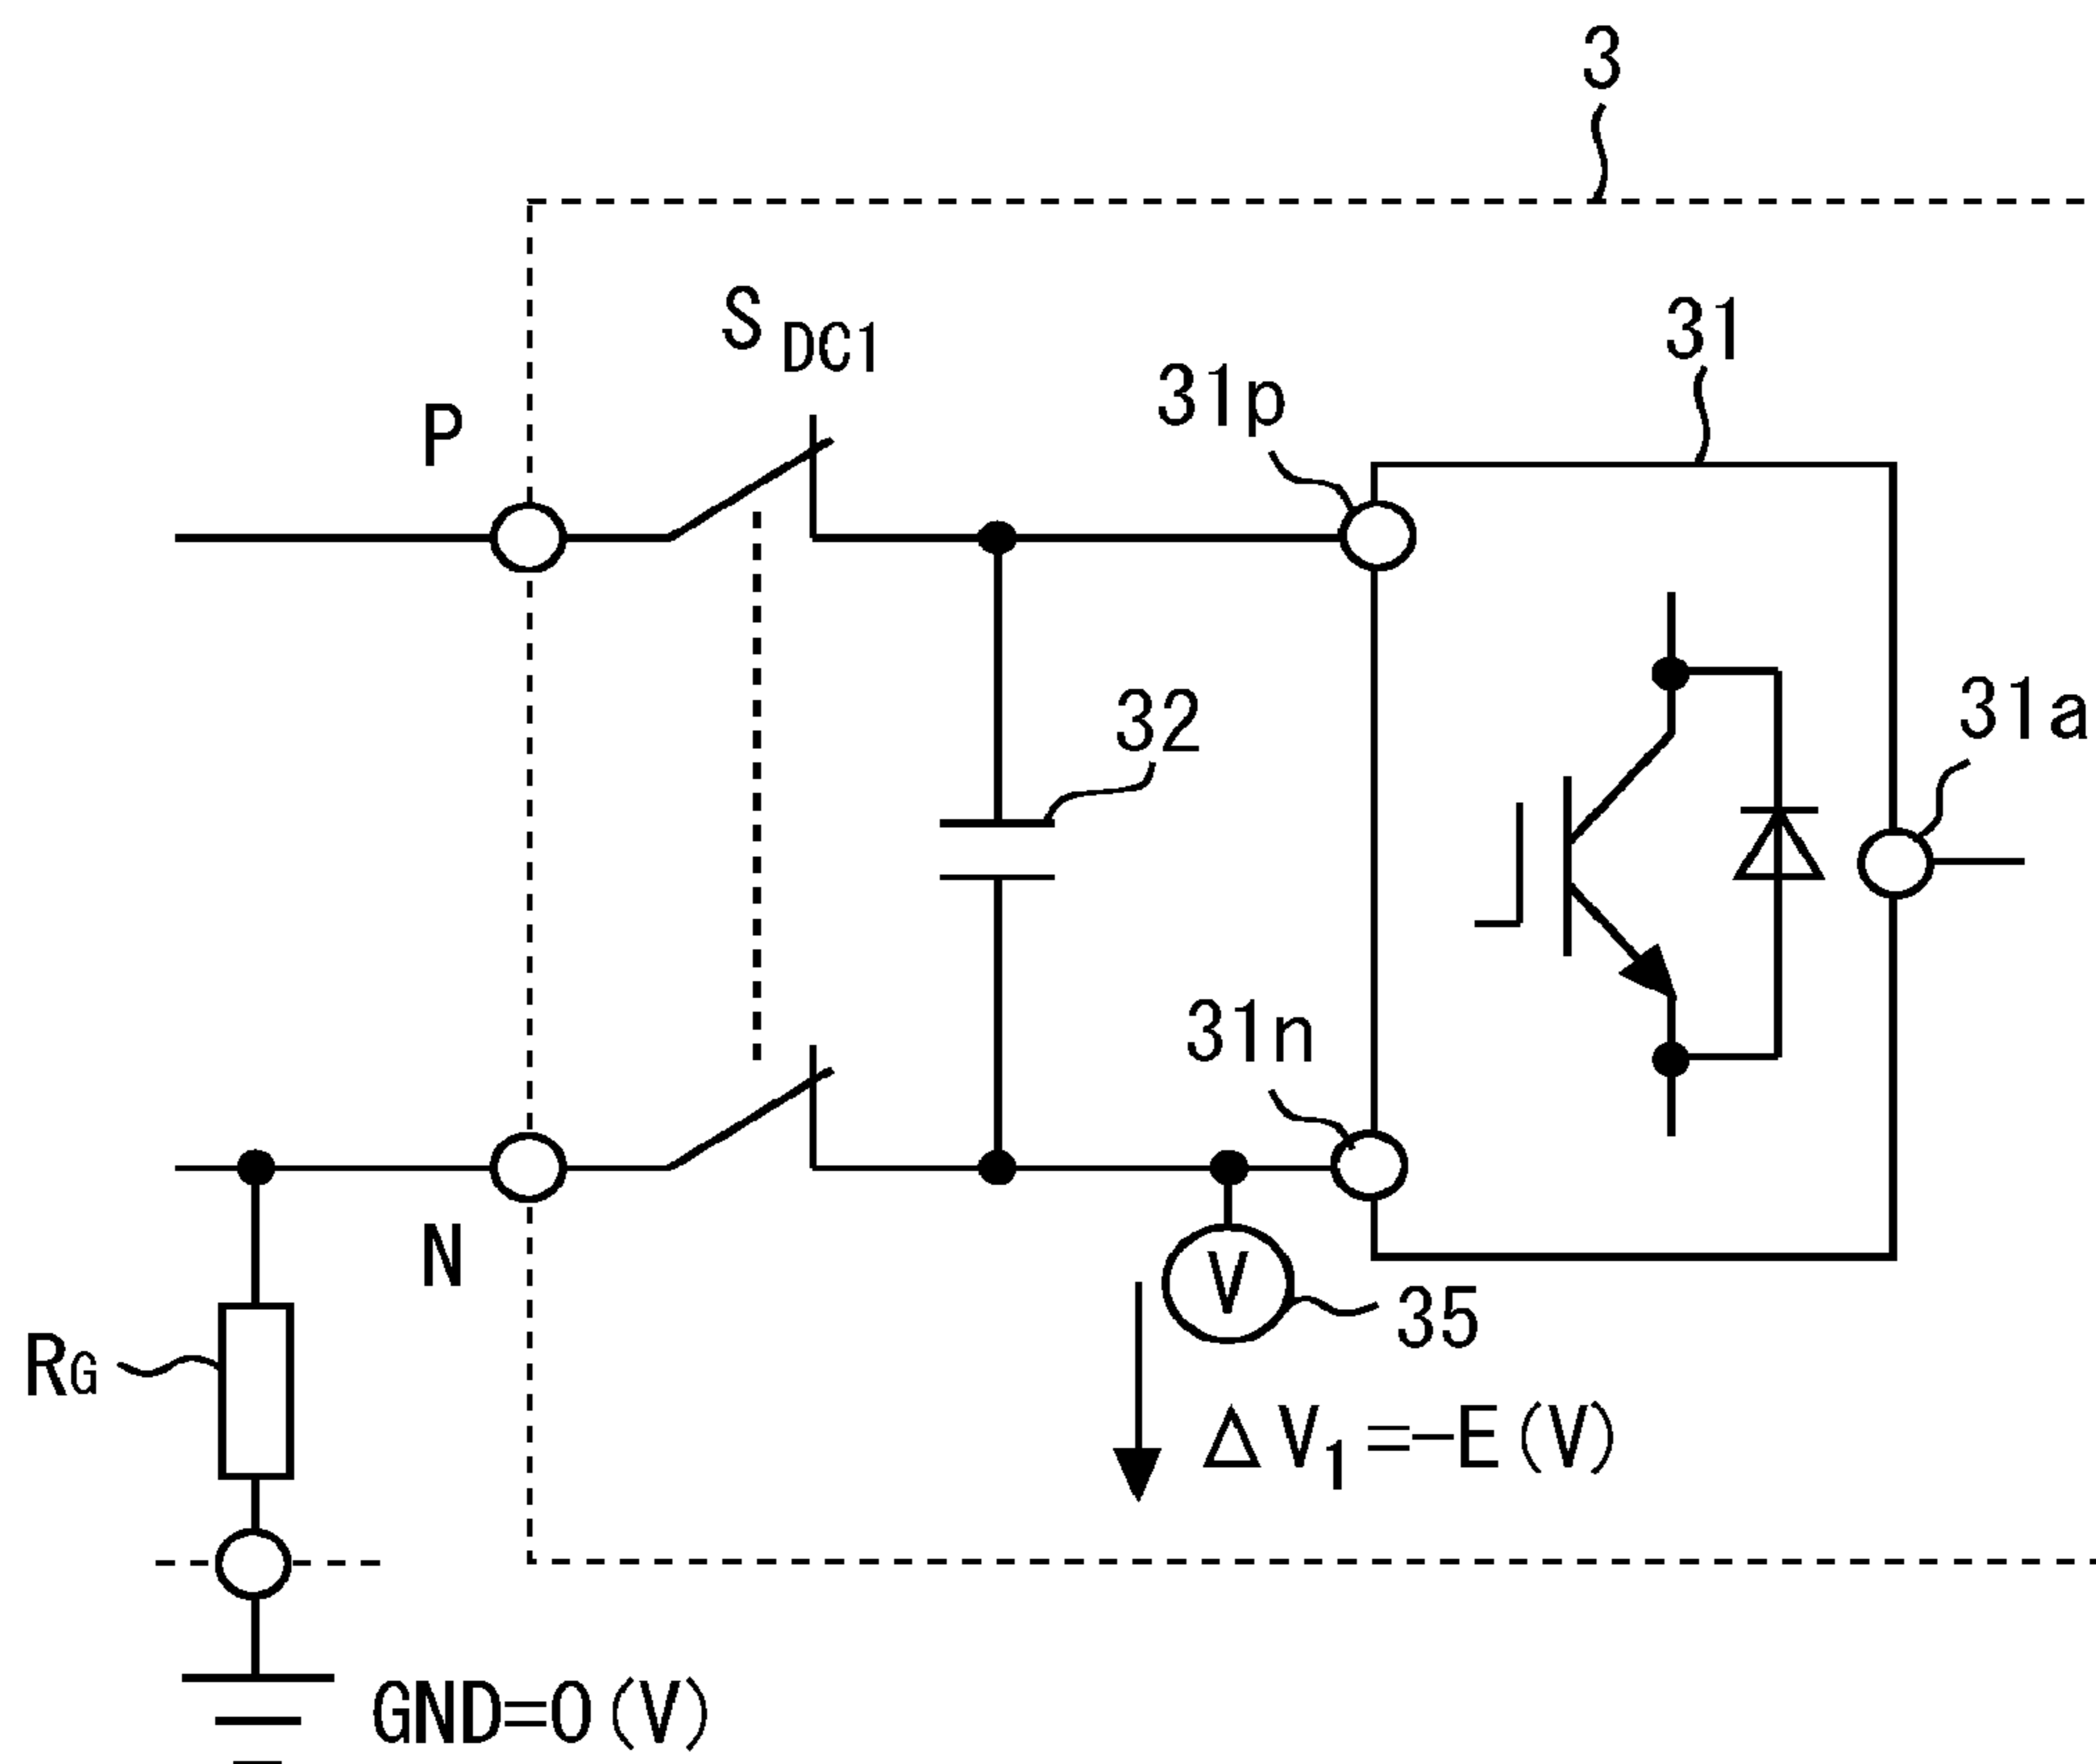 3
S DC1
31
P
31p
32
31a
31n
V
N
35
RG
ΔV1=-E(V)
GND=0(V)